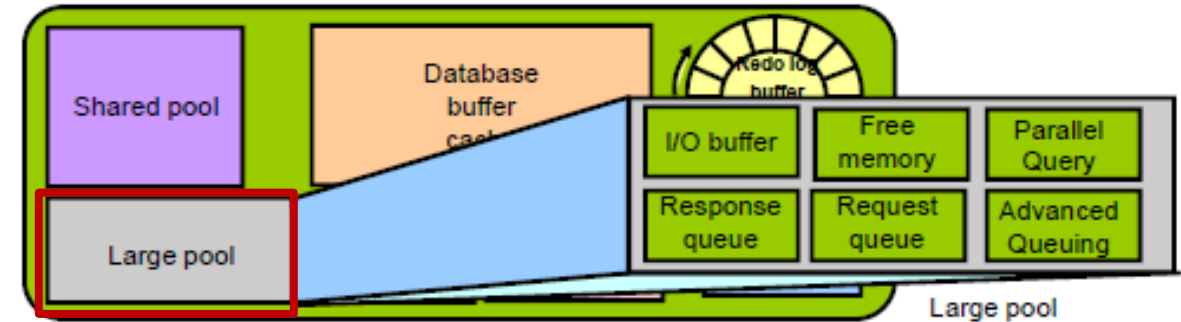 Shared pool
Database
buffer
cache
Redo log
buffer
Large pool
I/O buffer
Free
memory
Parallel
Query
Response
queue
Request
queue
Advanced
Queuing
Large pool